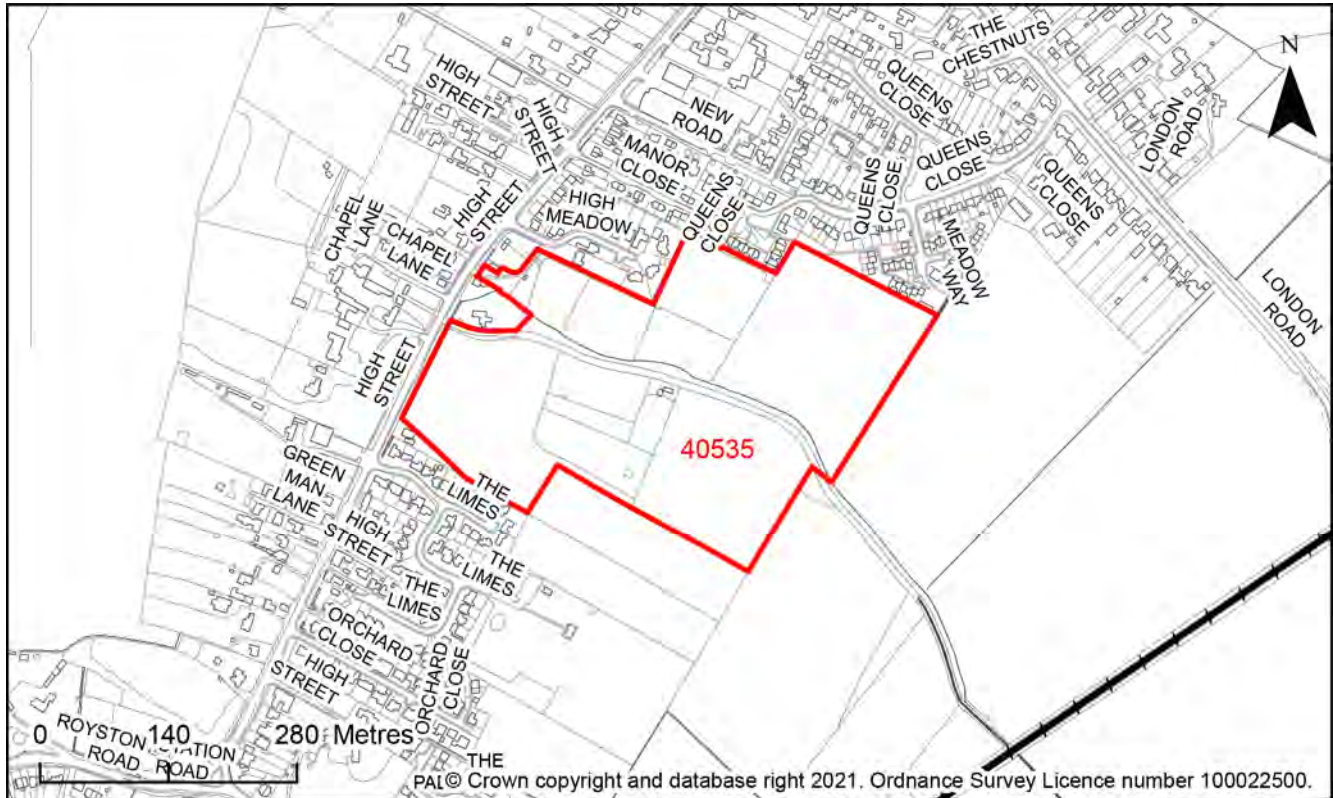 THE
CHESTNUTS
N
HIGH
STREET
QUEENS
CLOSE
NEW
ROAD
LONDON
ROAD
HIGH
STREET
MANOR
CLOSE
QUEENS
CLOSE
QUEENS
CLOSE
QUEENS
CLOSE
HIGH
STREET
HIGH
MEADOW
QUEENS
CLOSE
CHAPEL
LANE
CHAPEL
LANE
MEADOW
WAY
LONDON
ROAD
HIGH
STREET
40535
GREEN
MAN
LANE
THE
LIMES
HIGH
STREET
THE
LIMES
THE
LIMES
ORCHARD
CLOSE
HIGH
STREET
ORCHARD
CLOSE
0 140 280 Metres
ROYSTON
ROAD
STATION
ROAD
THE
PAL
© Crown copyright and database right 2021. Ordnance Survey Licence number 100022500.